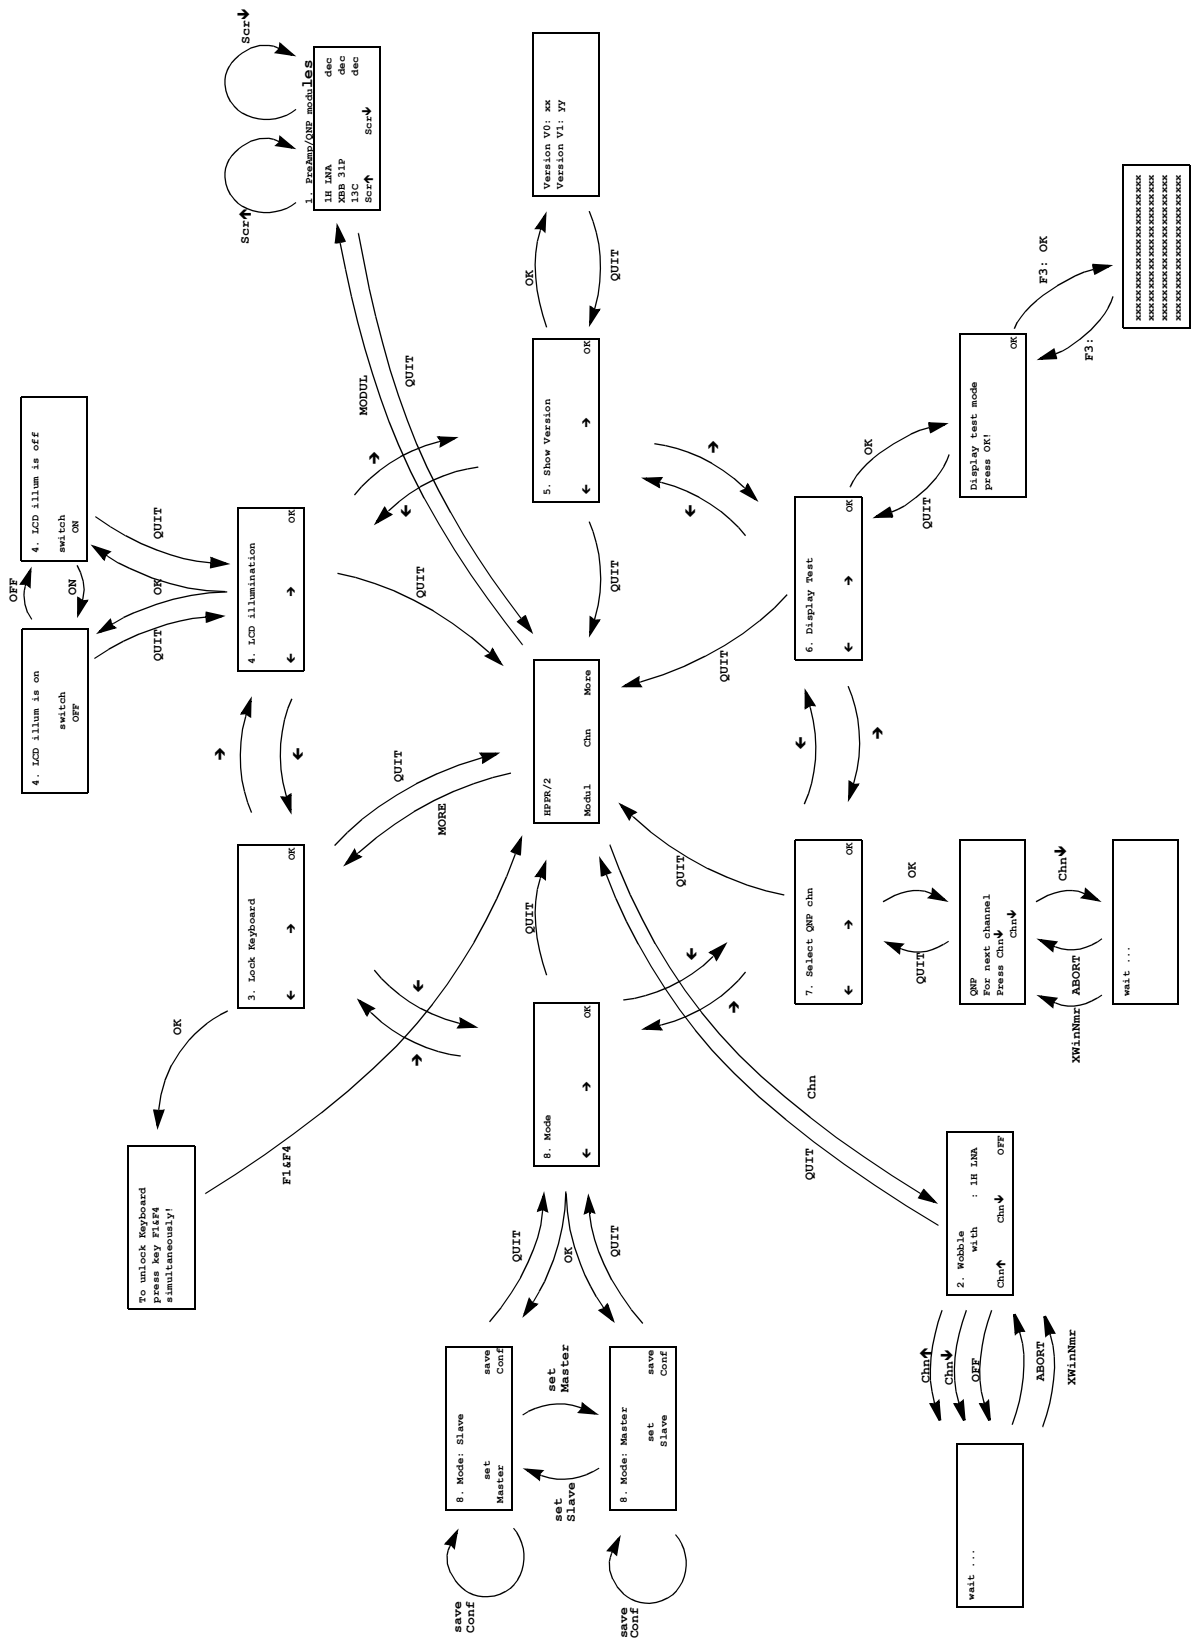 Scr↑
Scr↓
1. PreAmp/QNP modules
1H LNA dec
XBB 31P dec
13C dec
Scr↑ Scr↓
MODUL
QUIT
4. LCD illum is on
switch
OFF
OFF
ON
4. LCD illum is off
switch
ON
QUIT
OK
QUIT
4. LCD illumination
← → OK
QUIT
→
←
→
←
Version V0: xx
Version V1: yy
OK
QUIT
5. Show Version
← → OK
QUIT
→
←
3. Lock Keyboard
← → OK
OK
To unlock Keyboard
press key F1&F4
simultaneously!
F1&F4
QUIT
MORE
←
→
HPPR/2
Modul Chn More
6. Display Test
← → OK
QUIT
OK
QUIT
Display test mode
press OK!
OK
F3: OK
F3:
xxxxxxxxxxxxxxxxxxxx
xxxxxxxxxxxxxxxxxxxx
xxxxxxxxxxxxxxxxxxxx
xxxxxxxxxxxxxxxxxxxx
←
→
7. Select QNP chn
← → OK
QUIT
OK
QUIT
QNP
For next channel
Press Chn↓
Chn↓
Chn↓
ABORT
XWinNmr
wait ...
8. Mode
← → OK
QUIT
←
→
QUIT
OK
QUIT
8. Mode: Slave
set save
Master Conf
set
Master
set
Slave
8. Mode: Master
set save
Slave Conf
save
Conf
save
Conf
Chn
QUIT
2. Wobble
with : 1H LNA
Chn↑ Chn↓ OFF
Chn↑
Chn↓
OFF
ABORT
XWinNmr
wait ...